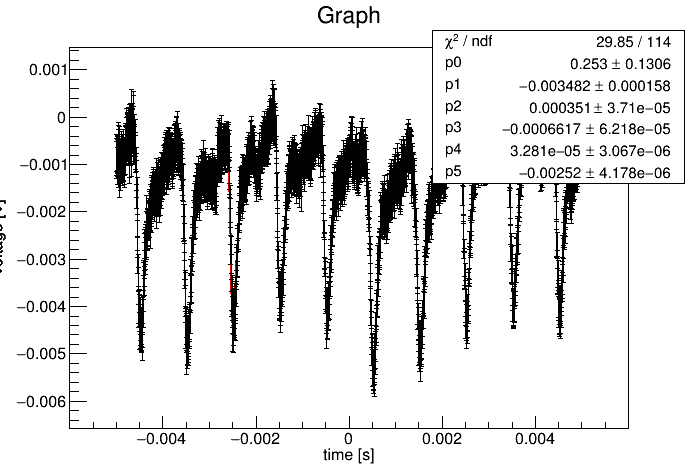 Graph
χ² / ndf 29.85 / 114
p0 0.253 ± 0.1306
p1 −0.003482 ± 0.000158
p2 0.000351 ± 3.71e−05
p3 −0.0006617 ± 6.218e−05
p4 3.281e−05 ± 3.067e−06
p5 −0.00252 ± 4.178e−06
0.001
0
−0.001
−0.002
−0.003
−0.004
−0.005
−0.006
−0.004 −0.002 0 0.002 0.004
time [s]